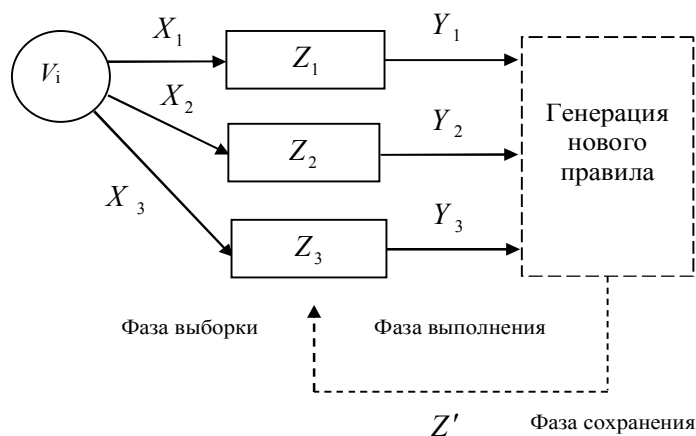 X₁
Y₁
Vᵢ
Z₁
X₂
Y₂
Генерация
нового
правила
Z₂
X₃
Y₃
Z₃
Фаза выборки
Фаза выполнения
Z′
Фаза сохранения